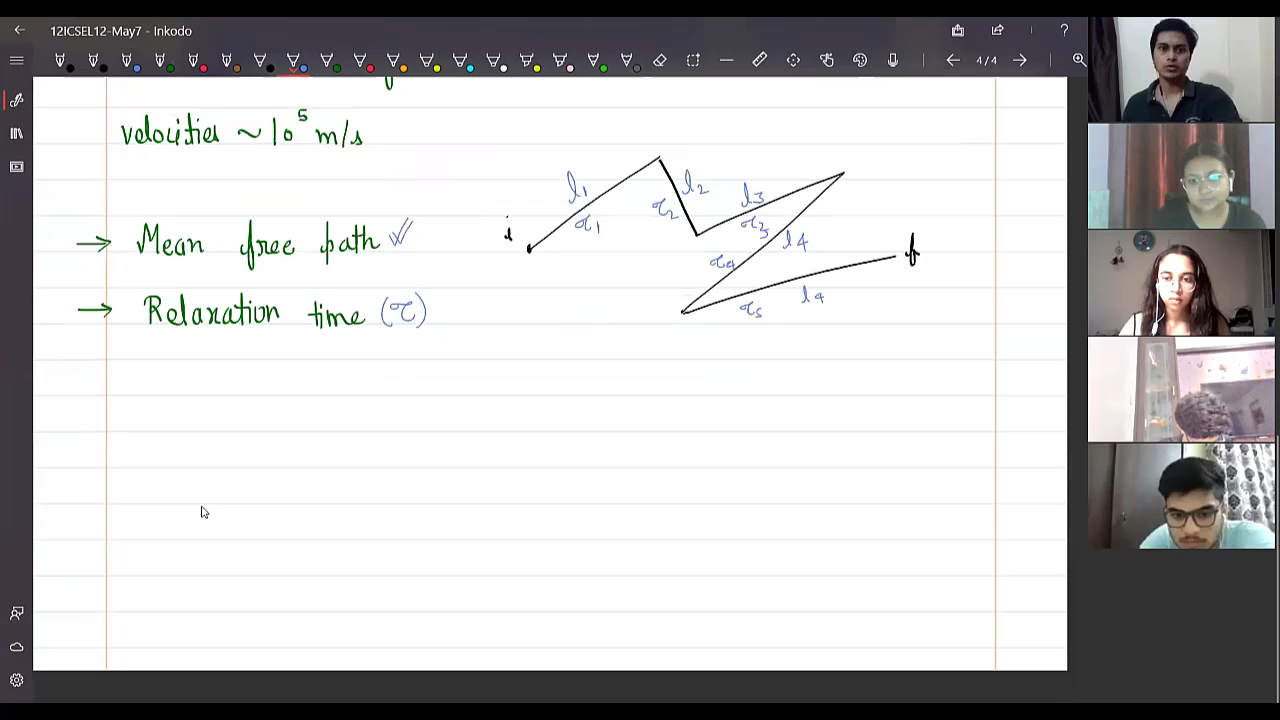 12ICSEL12-May7 - Inkodo
4/4
velocities ~ 10⁵ m/s
l₁
l₂
l₃
τ₁
τ₂
τ₃
i
f
→ Mean free path ✓
τ₄
l₄
→ Relaxation time (τ)
τ₅
l₄